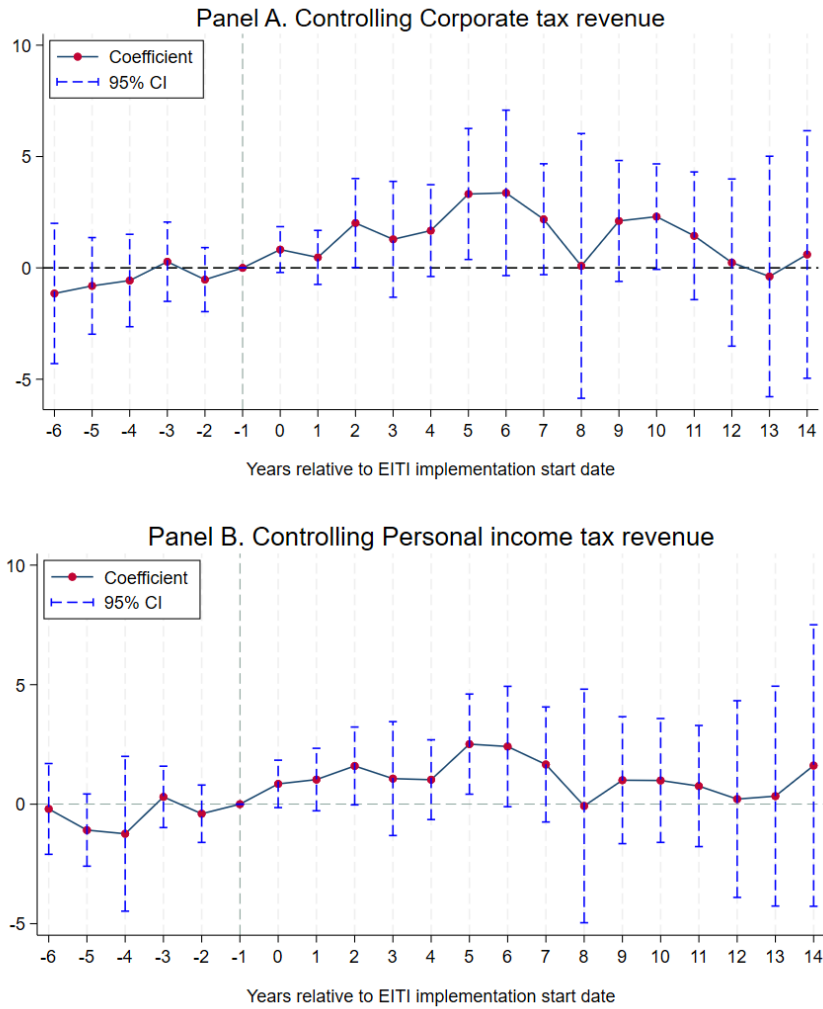 Panel A. Controlling Corporate tax revenue
10
Coefficient
95% CI
5
0
-5
-6 -5 -4 -3 -2 -1 0 1 2 3 4 5 6 7 8 9 10 11 12 13 14
Years relative to EITI implementation start date
Panel B. Controlling Personal income tax revenue
10
Coefficient
95% CI
5
0
-5
-6 -5 -4 -3 -2 -1 0 1 2 3 4 5 6 7 8 9 10 11 12 13 14
Years relative to EITI implementation start date